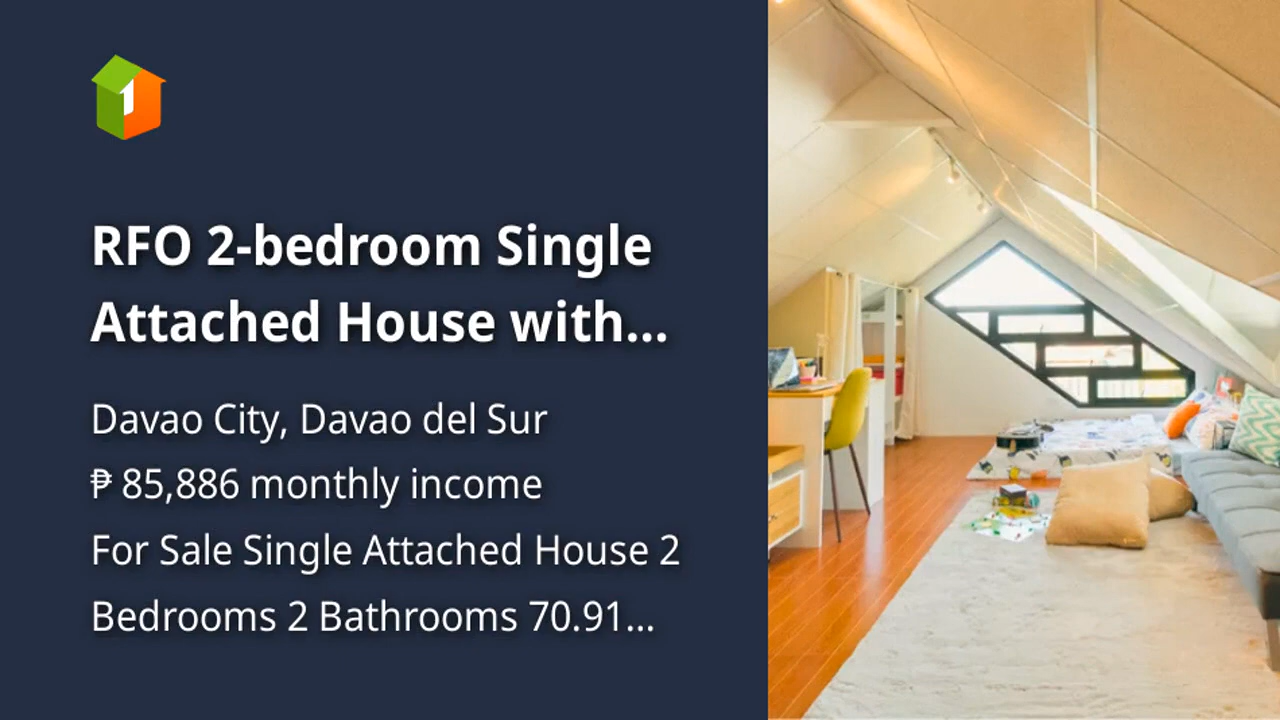 RFO 2-bedroom Single
Attached House with...
Davao City, Davao del Sur
₱ 85,886 monthly income
For Sale Single Attached House 2
Bedrooms 2 Bathrooms 70.91...